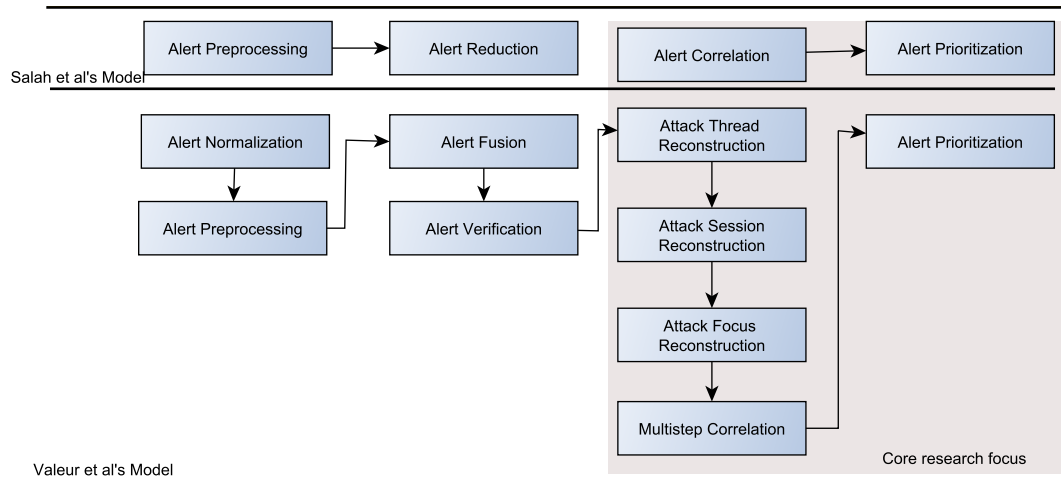 Alert Preprocessing
Alert Reduction
Alert Correlation
Alert Prioritization
Salah et al's Model
Alert Normalization
Alert Fusion
Attack Thread
Reconstruction
Alert Prioritization
Alert Preprocessing
Alert Verification
Attack Session
Reconstruction
Attack Focus
Reconstruction
Multistep Correlation
Core research focus
Valeur et al's Model